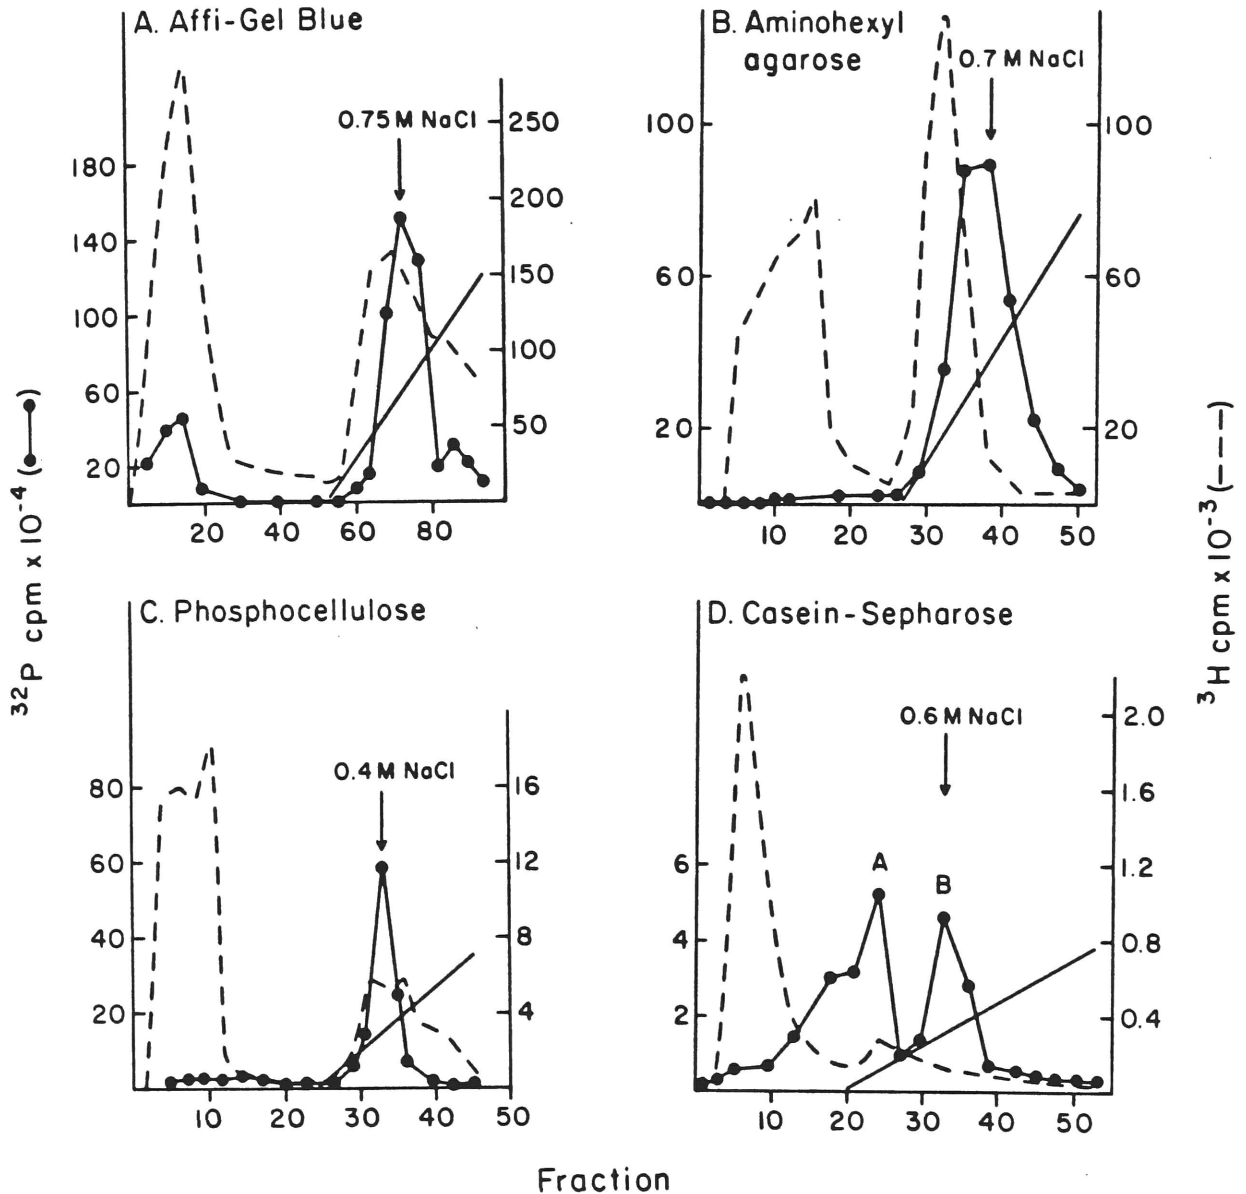 A. Affi-Gel Blue
0.75 M NaCl
180
140
100
60
20
250
200
150
100
50
20 40 60 80
B. Aminohexyl
agarose
0.7 M NaCl
100
60
20
100
60
20
10 20 30 40 50
C. Phosphocellulose
0.4 M NaCl
80
60
40
20
16
12
8
4
10 20 30 40 50
D. Casein-Sepharose
0.6 M NaCl
A
B
6
4
2
2.0
1.6
1.2
0.8
0.4
10 20 30 40 50
32P cpm x 10-4 (●—●)
3H cpm x 10-3 (---)
Fraction